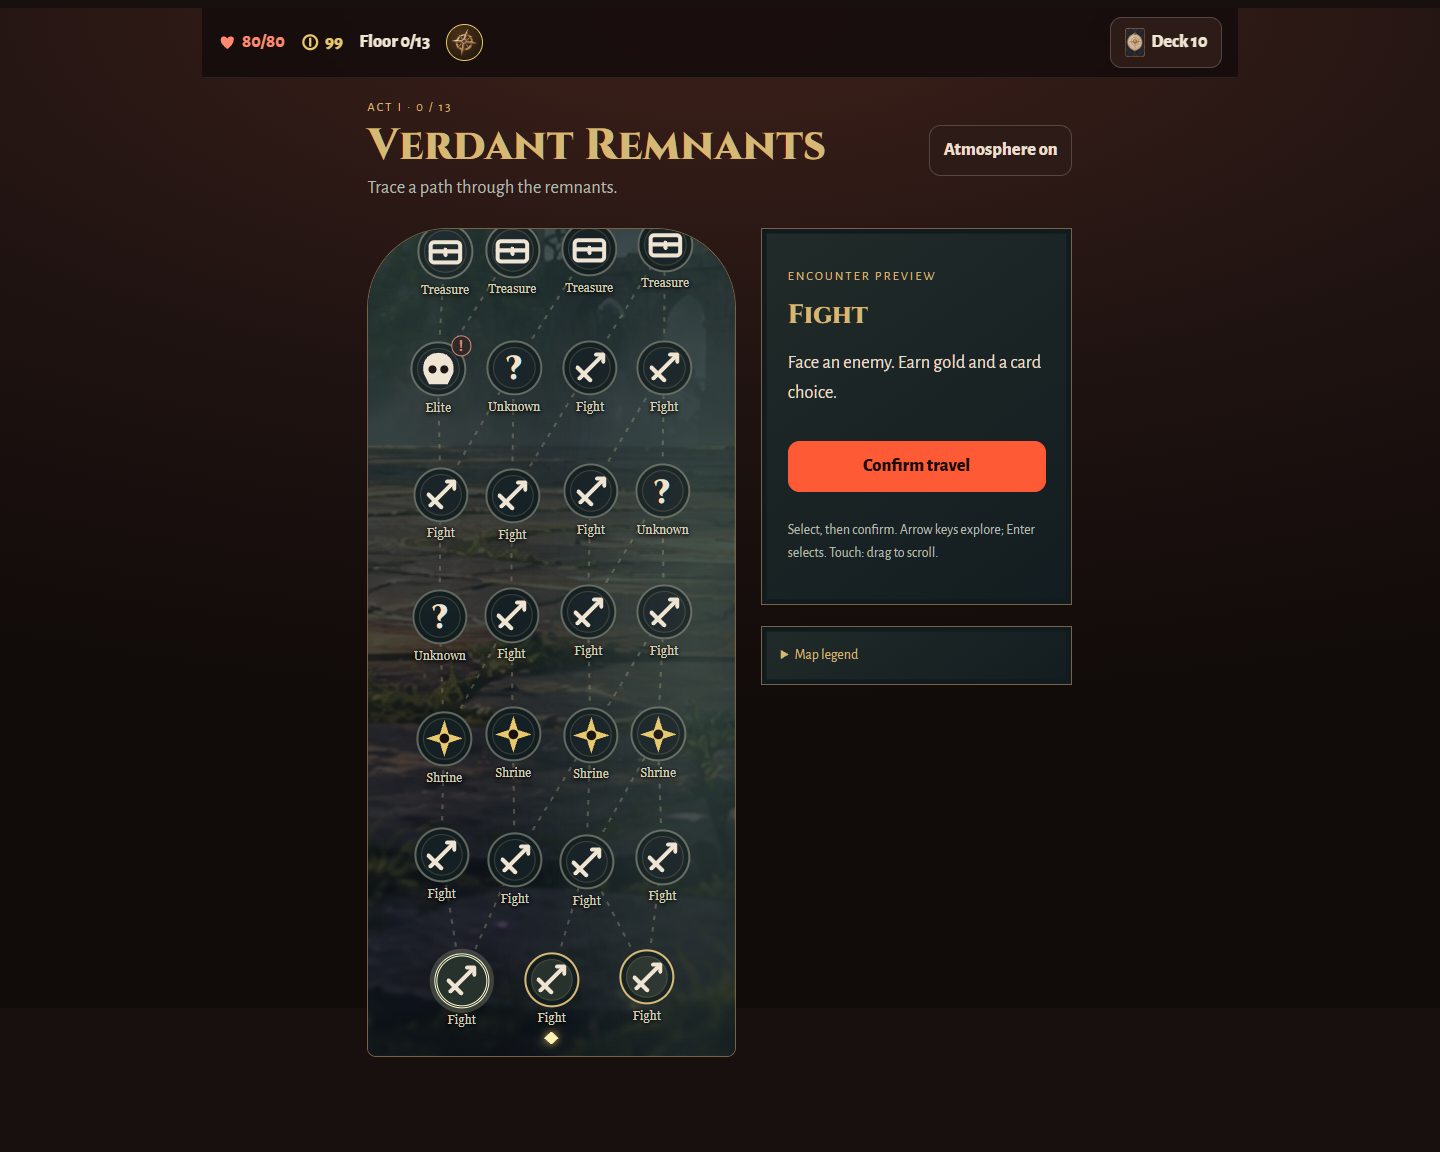 80/80 99 Floor 0/13 Deck 10
ACT I · 0 / 13
Verdant Remnants
Atmosphere on
Trace a path through the remnants.
Treasure Treasure Treasure Treasure
! ?
Elite Unknown Fight Fight
?
Fight Fight Fight Unknown
?
Unknown Fight Fight Fight
Shrine Shrine Shrine Shrine
Fight Fight Fight Fight
Fight Fight Fight
ENCOUNTER PREVIEW
Fight
Face an enemy. Earn gold and a card
choice.
Confirm travel
Select, then confirm. Arrow keys explore; Enter
selects. Touch: drag to scroll.
Map legend